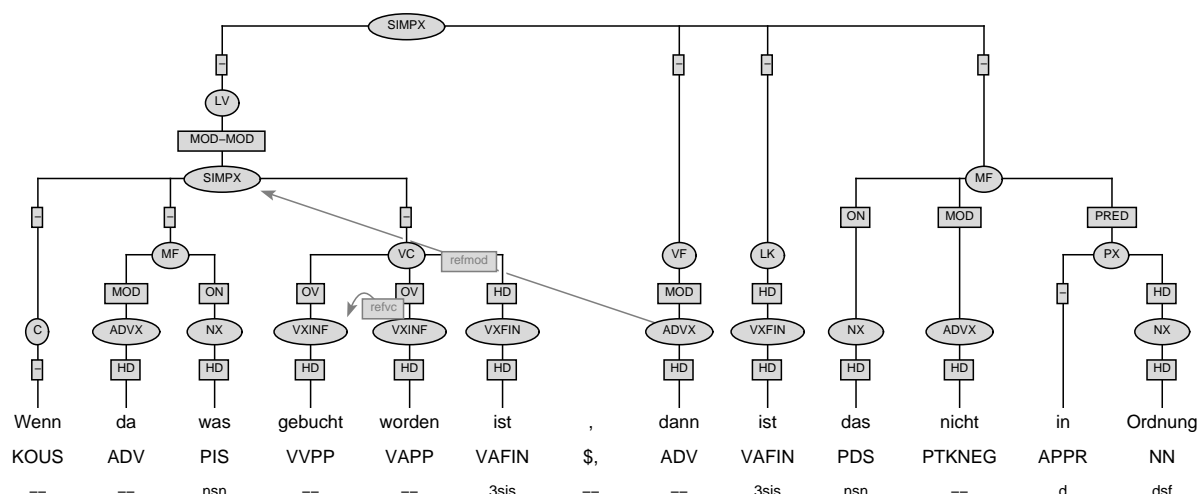 SIMPX
– – – –
LV
MOD–MOD
SIMPX MF
– – – ON MOD PRED
MF VC refmod VF LK PX
MOD ON OV OV HD MOD HD – HD
refvc
C ADVX NX VXINF VXINF VXFIN ADVX VXFIN NX ADVX NX
– HD HD HD HD HD HD HD HD HD HD
Wenn da was gebucht worden ist , dann ist das nicht in Ordnung
KOUS ADV PIS VVPP VAPP VAFIN $, ADV VAFIN PDS PTKNEG APPR NN
–– –– nsn –– –– 3sis –– –– 3sis nsn –– d dsf